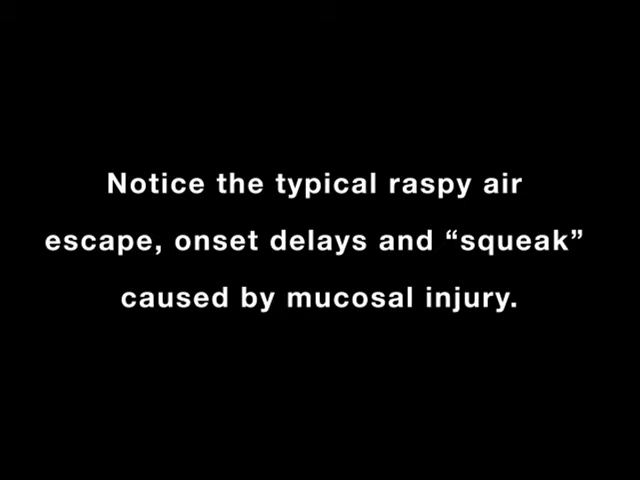 Notice the typical raspy air
escape, onset delays and “squeak”
caused by mucosal injury.